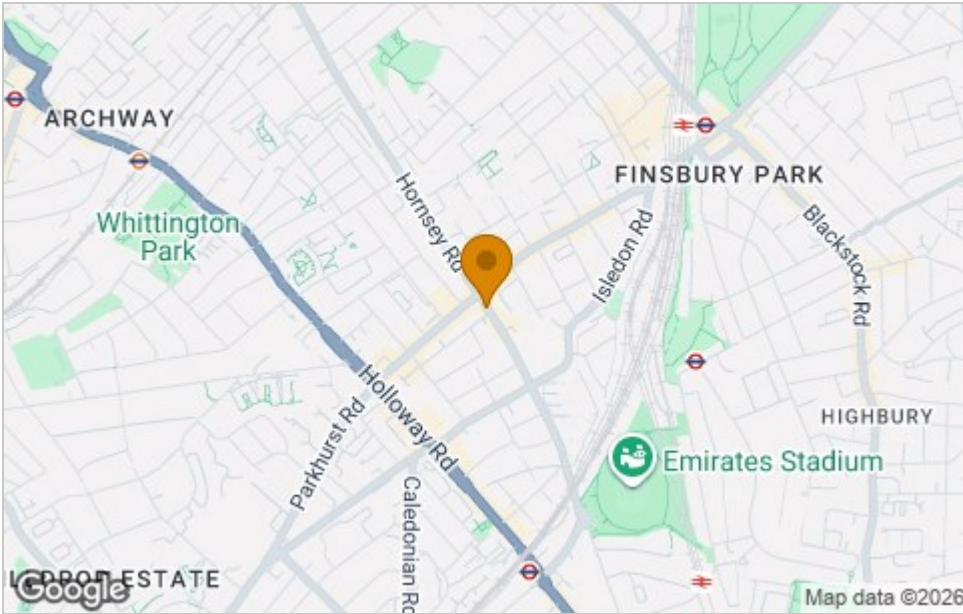 ARCHWAY
Whittington
Park
Hornsey Rd
FINSBURY PARK
Isledon Rd
Blackstock Rd
Holloway Rd
Parkhurst Rd
Caledonian Rd
HIGHBURY
Emirates Stadium
ESTATE
Google
Map data ©2026